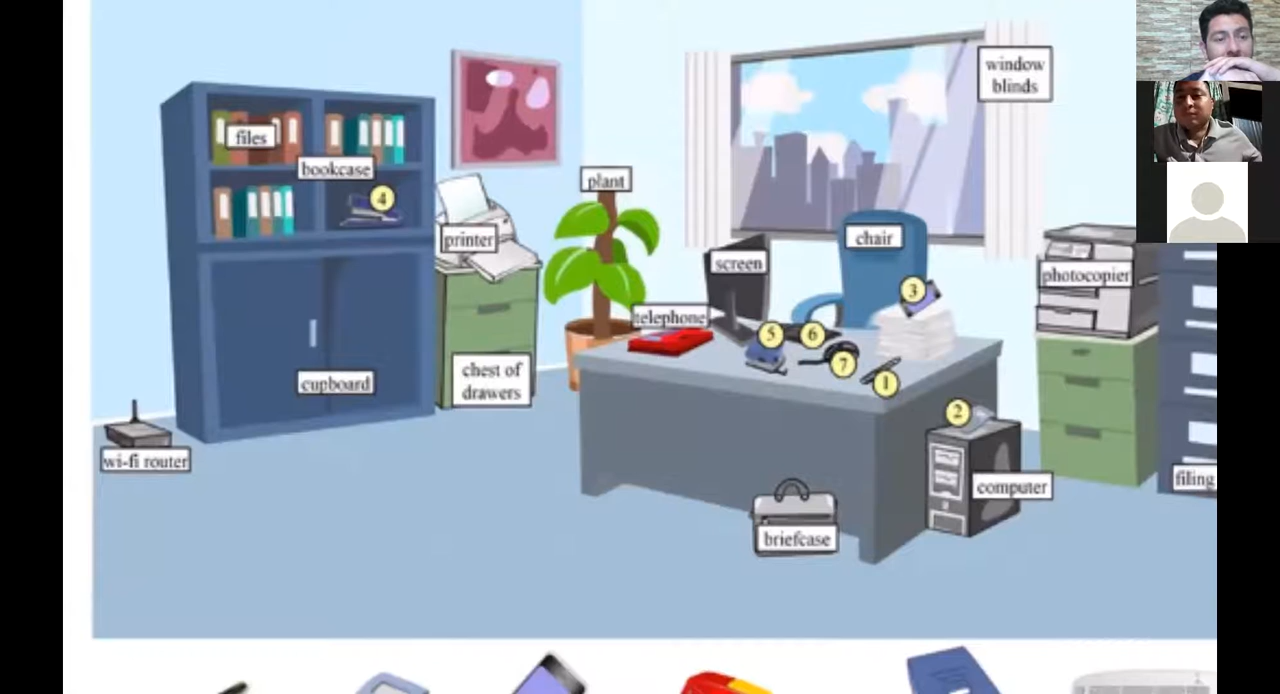 window
blinds
files
bookcase
4
plant
printer
chair
screen
photocopier
3
telephone
5
6
7
1
chest of
drawers
cupboard
2
wi-fi router
filing
computer
briefcase